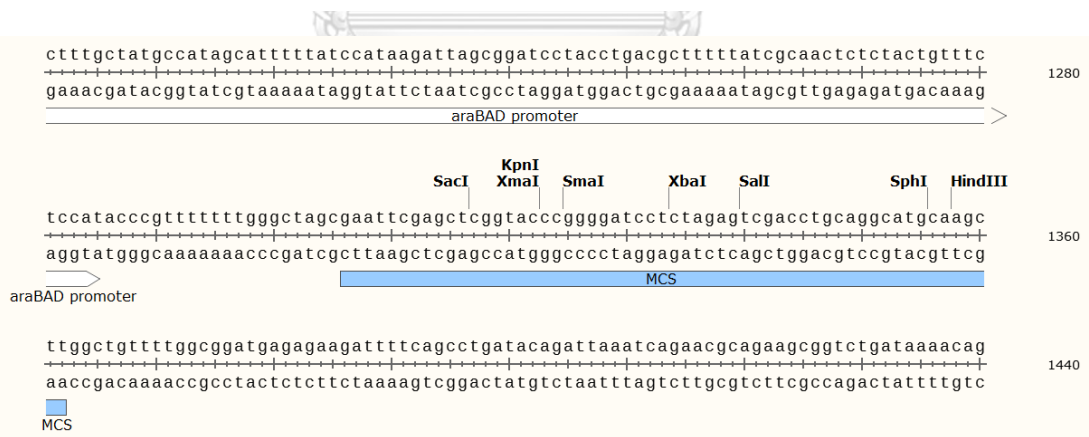 ctttgctatgccatagcatttttatccataagattagcggatcctacctgacgctttttatcgcaactctctactgtttc
1280
gaaacgatacggtatcgtaaaaataggtattctaatcgcctaggatggactgcgaaaaatagcgttgagagatgacaaag
araBAD promoter
KpnI
SacI XmaI SmaI XbaI SalI SphI HindIII
tccatacccgtttttttgggctagcgaattcgagctcggtacccggggatcctctagagtcgacctgcaggcatgcaagc
1360
aggtatgggcaaaaaaacccgatcgcttaagctcgagccatgggcccctaggagatctcagctggacgtccgtacgttcg
MCS
araBAD promoter
ttggctgttttggcggatgagagaagattttcagcctgatacagattaaatcagaacgcagaagcggtctgataaaacag
1440
aaccgacaaaaccgcctactctcttctaaaagtcggactatgtctaatttagtcttgcgtcttcgccagactattttgtc
MCS